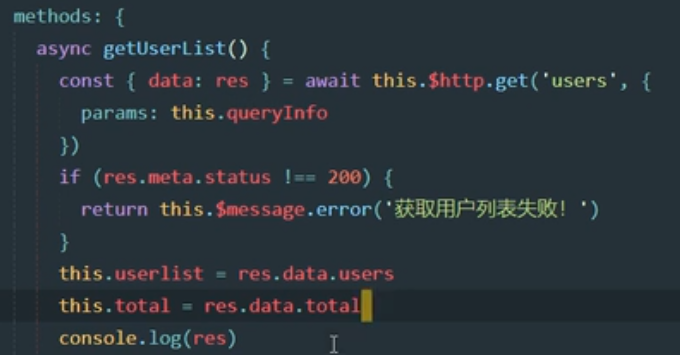 methods: {
async getUserList() {
const { data: res } = await this.$http.get('users', {
params: this.queryInfo
})
if (res.meta.status !== 200) {
return this.$message.error('获取用户列表失败！')
}
this.userlist = res.data.users
this.total = res.data.total
console.log(res)